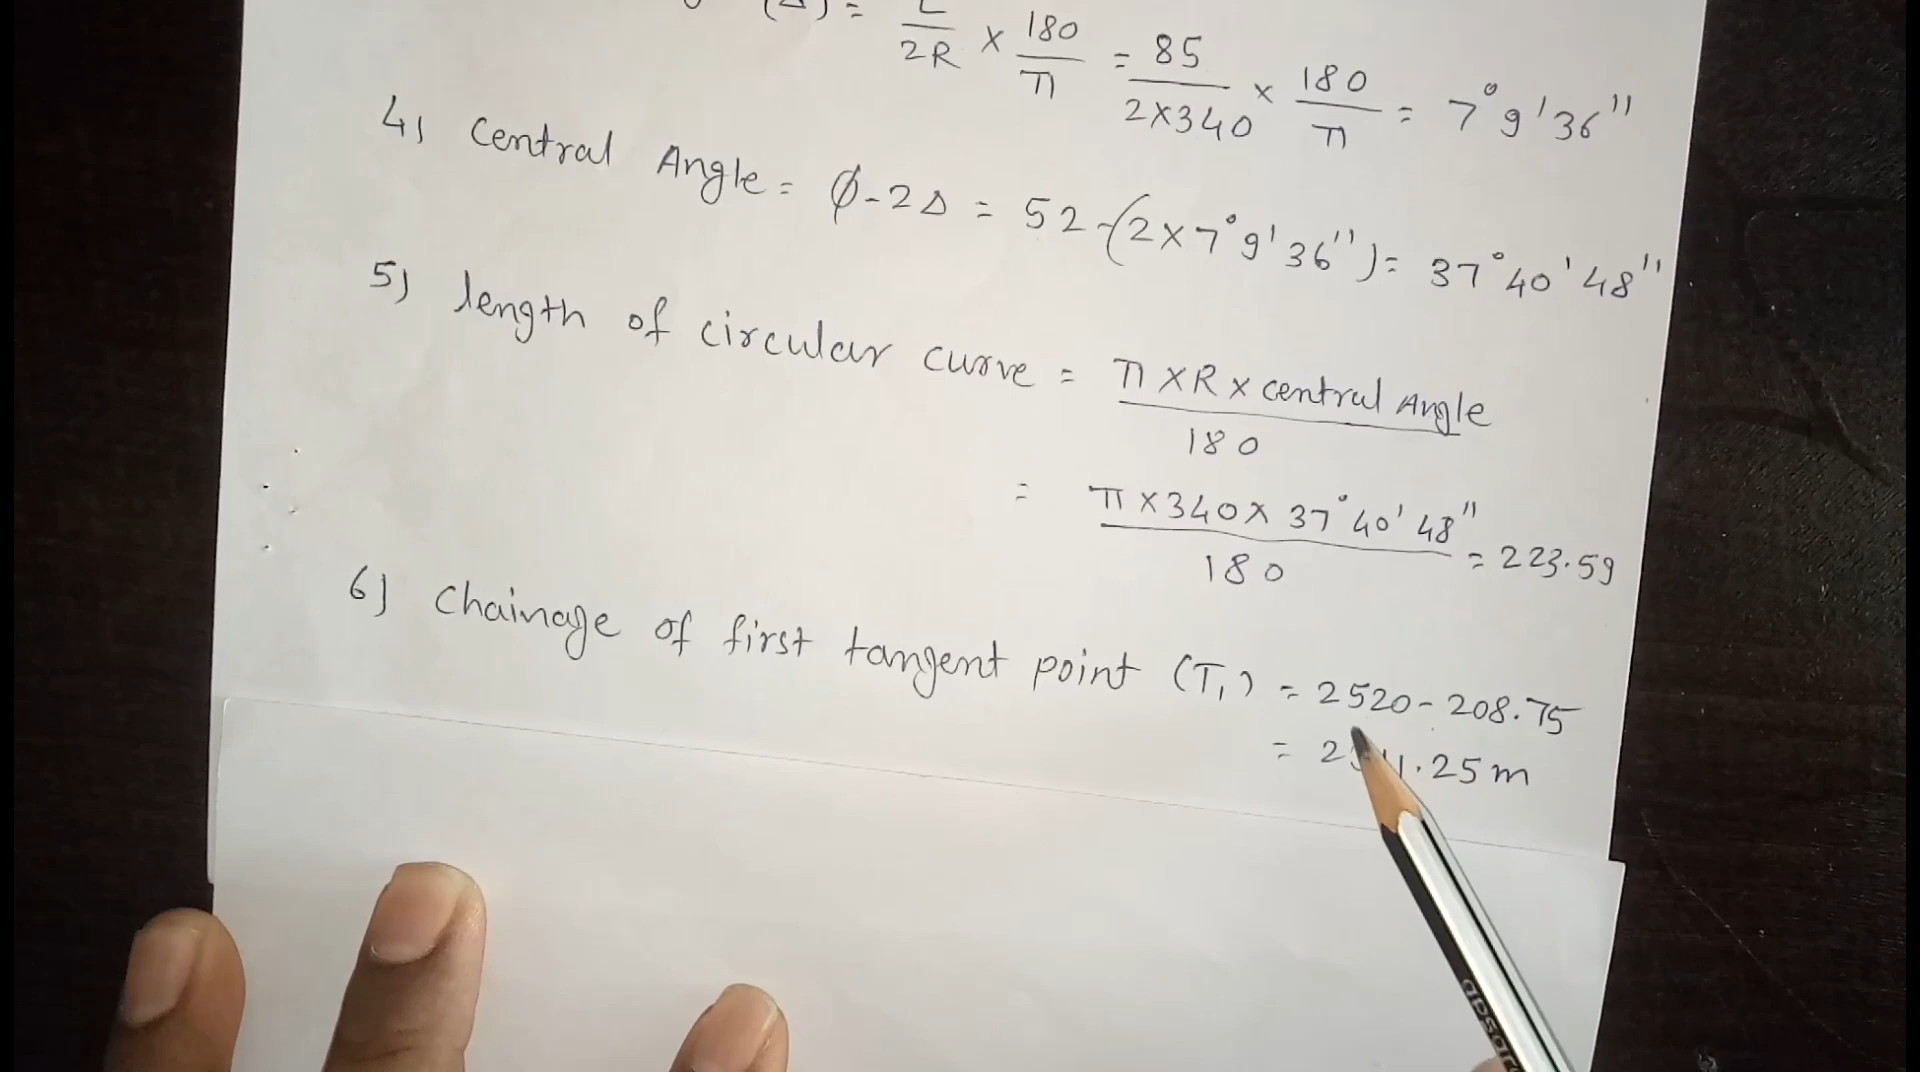 (Δ) = L/2R × 180/π = 85/2×340 × 180/π = 7°9'36"
4) Central Angle = Ø-2Δ = 52-(2×7°9'36") = 37°40'48"
5) length of circular curve = π×R×central Angle/180
= π×340×37°40'48"/180 = 223.59
6) Chainage of first tangent point (T₁) = 2520-208.75
= .25m
apsara